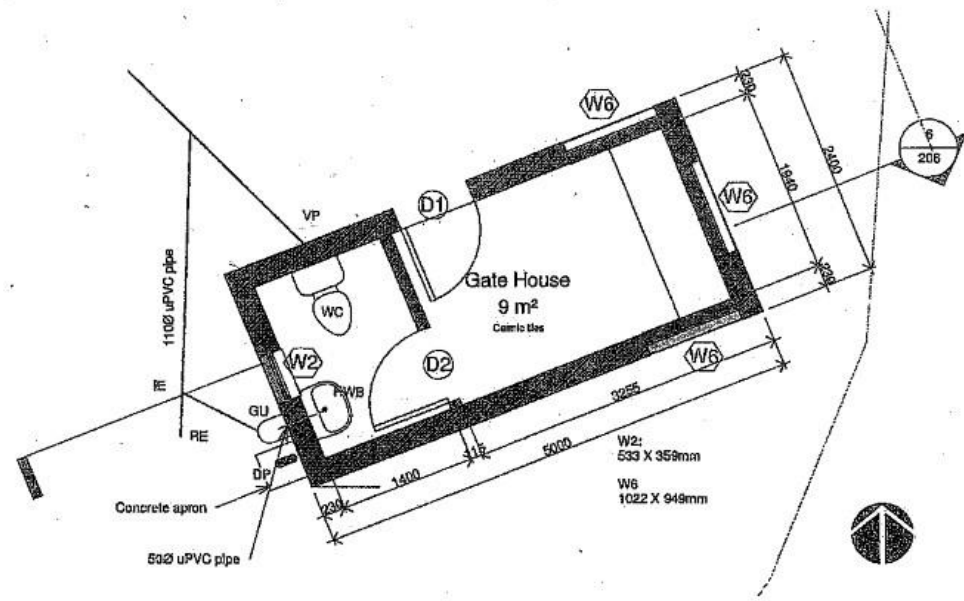 W6
230
6
206
1940
2400
W6
D1
VP
Gate House
9 m²
110Ø uPVC pipe
WC
230
W2
D2
W6
IE
WB
GU
3255
RE
5000
W2:
533 X 359mm
115
DP
1400
W6
1022 X 949mm
Concrete apron
230
50Ø uPVC pipe